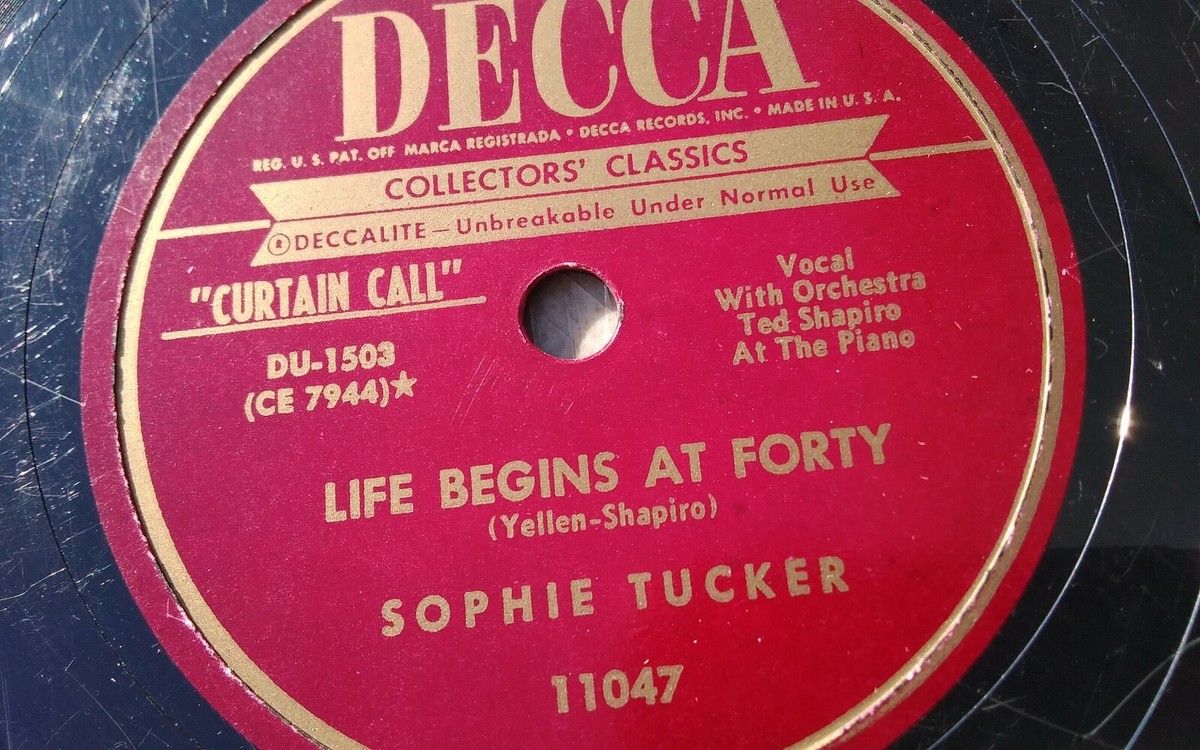 DECCA
REG. U. S. PAT. OFF MARCA REGISTRADA • DECCA RECORDS, INC. • MADE IN U. S. A.
COLLECTORS' CLASSICS
®DECCALITE—Unbreakable Under Normal Use
"CURTAIN CALL"
DU-1503
(CE 7944)★
Vocal
With Orchestra
Ted Shapiro
At The Piano
LIFE BEGINS AT FORTY
(Yellen-Shapiro)
SOPHIE TUCKER
11047